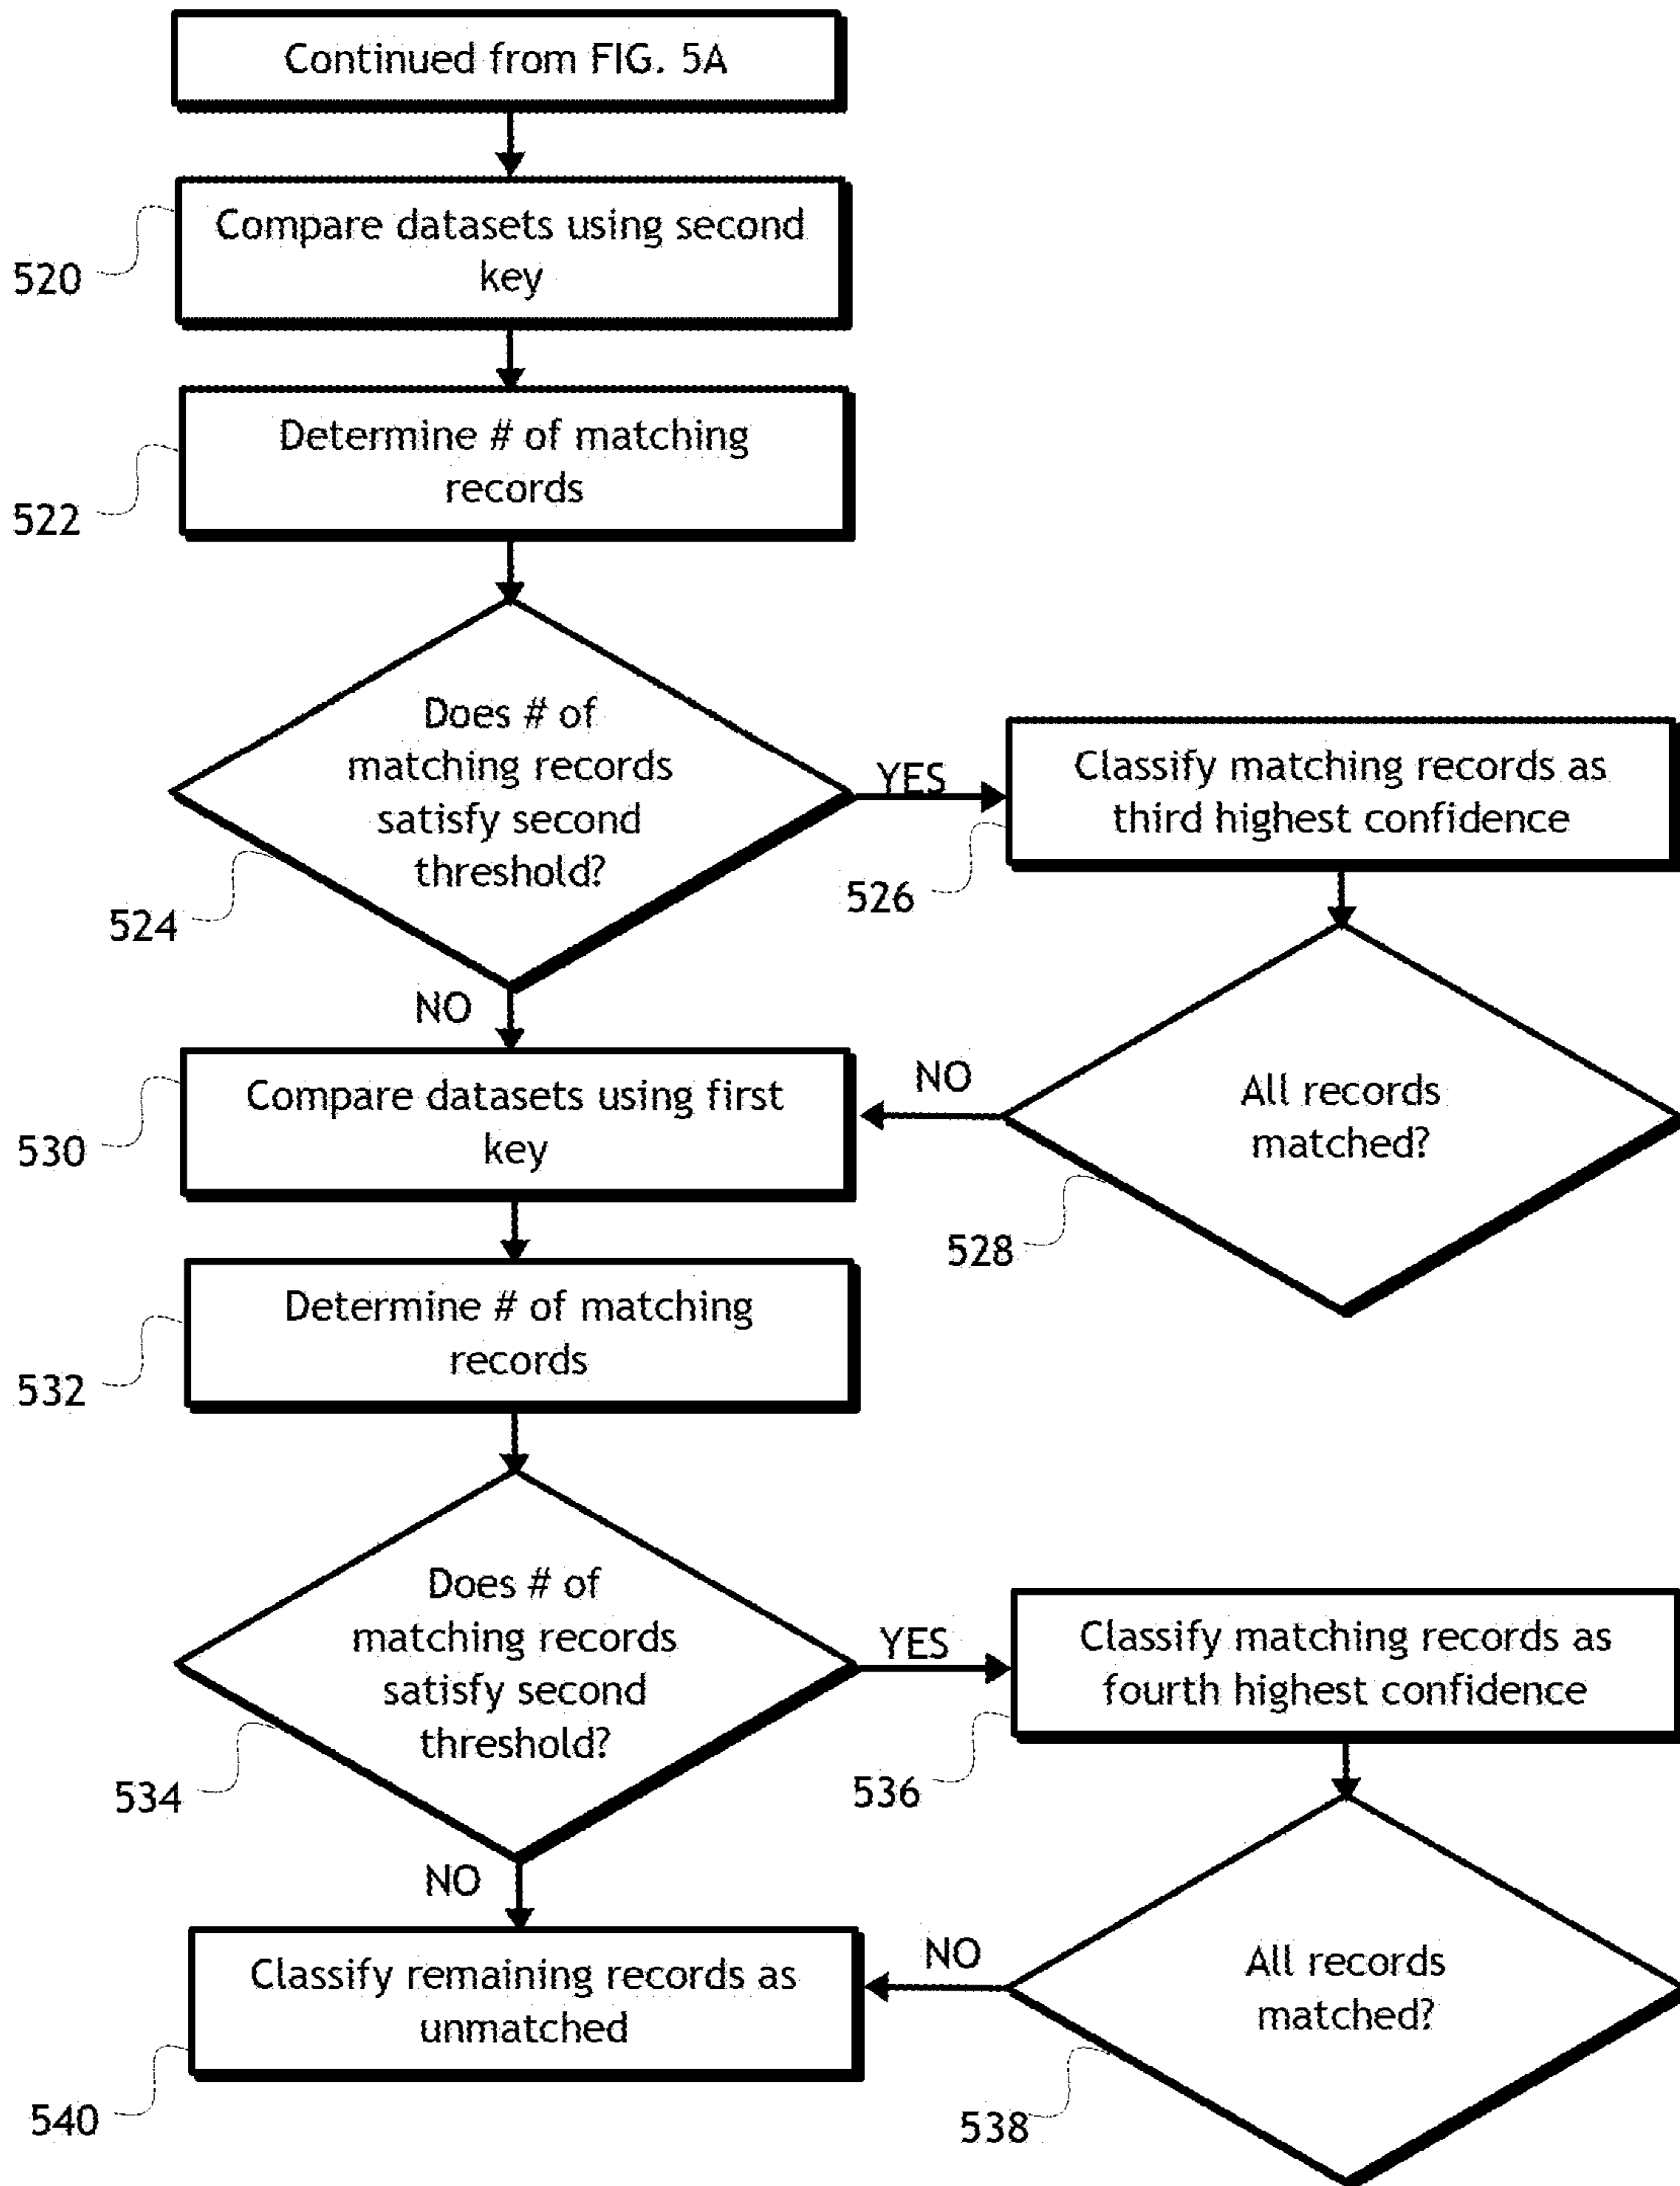 Continued from FIG. 5A
Compare datasets using second
key
520
Determine # of matching
records
522
Does # of
matching records
satisfy second
threshold?
524
YES
Classify matching records as
third highest confidence
526
NO
All records
matched?
528
NO
Compare datasets using first
key
530
Determine # of matching
records
532
Does # of
matching records
satisfy second
threshold?
534
YES
Classify matching records as
fourth highest confidence
536
NO
All records
matched?
538
NO
Classify remaining records as
unmatched
540